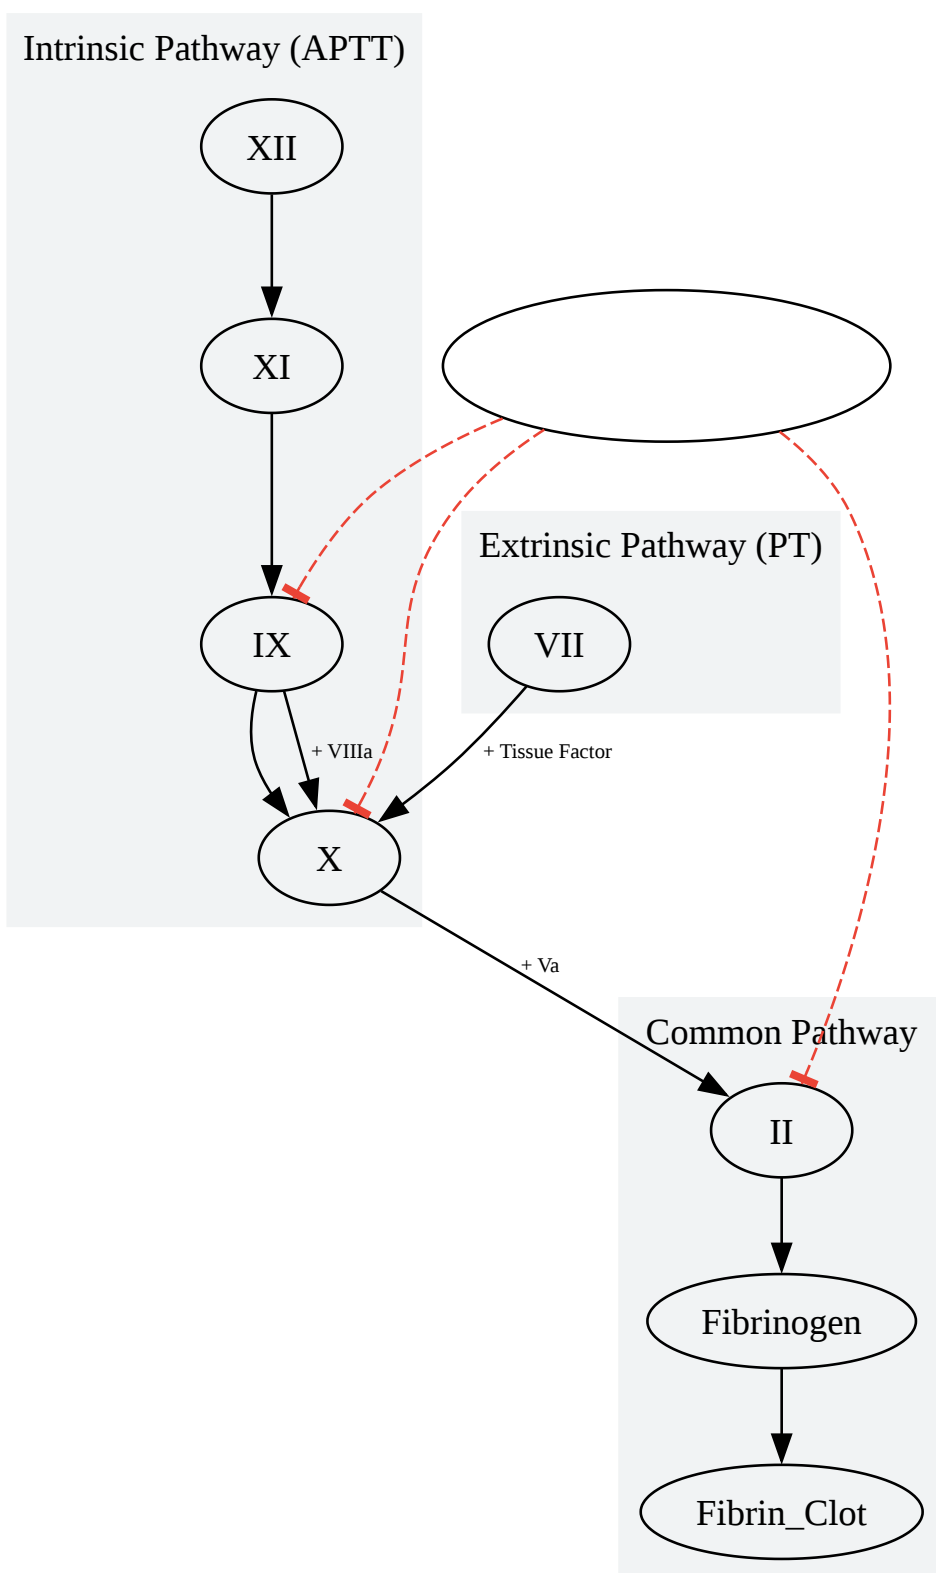 Intrinsic Pathway (APTT)
XII
XI
Extrinsic Pathway (PT)
IX
VII
+ VIIIa
+ Tissue Factor
X
+ Va
Common Pathway
II
Fibrinogen
Fibrin_Clot